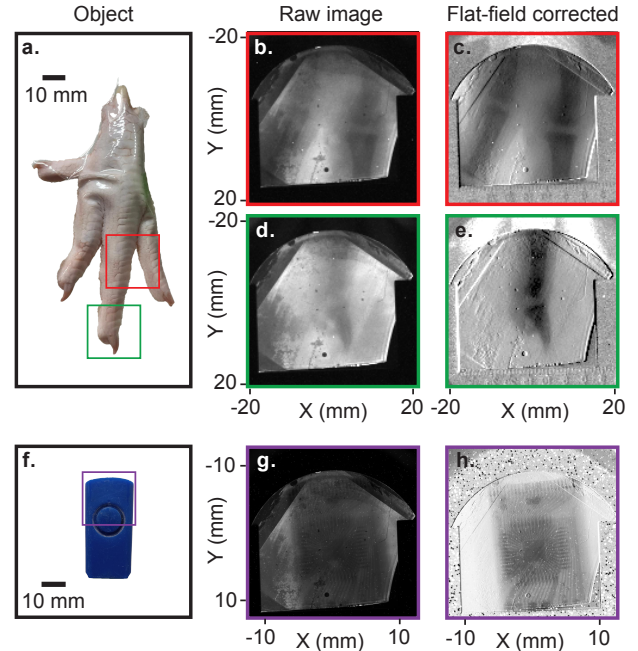 Object Raw image Flat-field corrected
a. b. c.
10 mm
-20
Y (mm)
20
d. e.
-20
Y (mm)
20
-20 20 -20 20
X (mm) X (mm)
f. g. h.
10 mm
-10
Y (mm)
10
-10 10 -10 10
X (mm) X (mm)